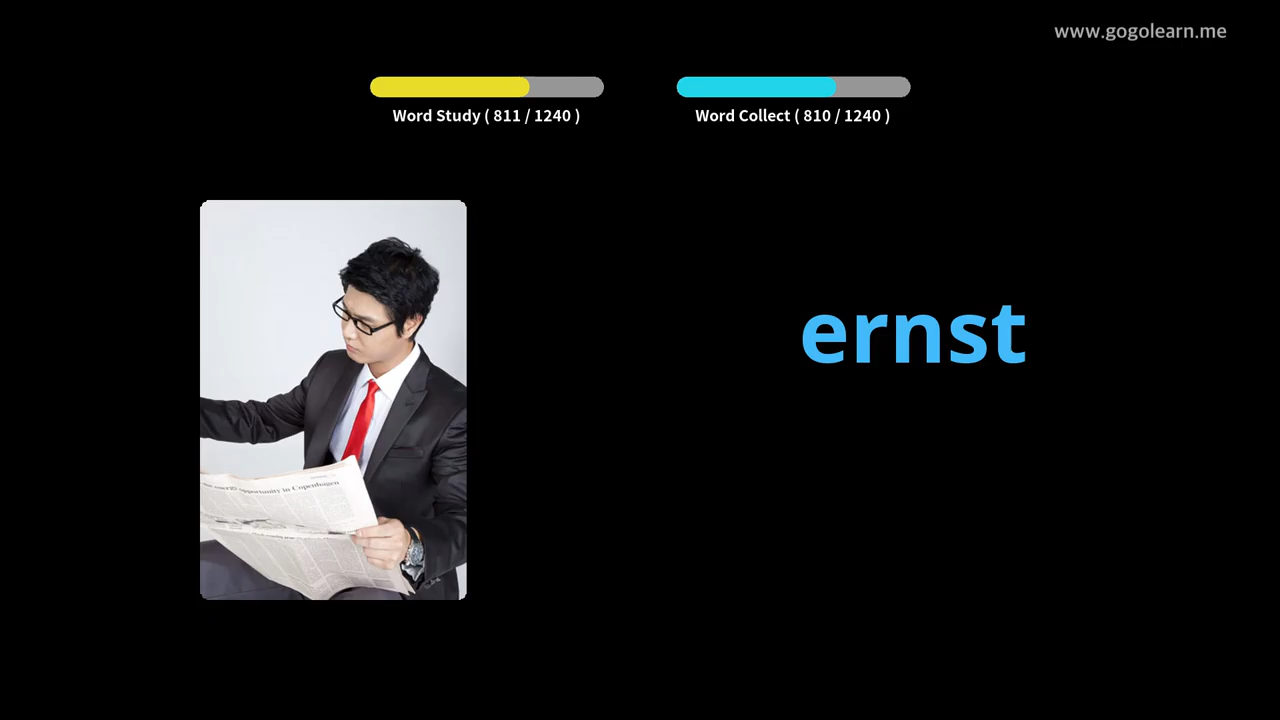 www.gogolearn.me
Word Study ( 811 / 1240 )
Word Collect ( 810 / 1240 )
ernst
opportunity in Copenhagen